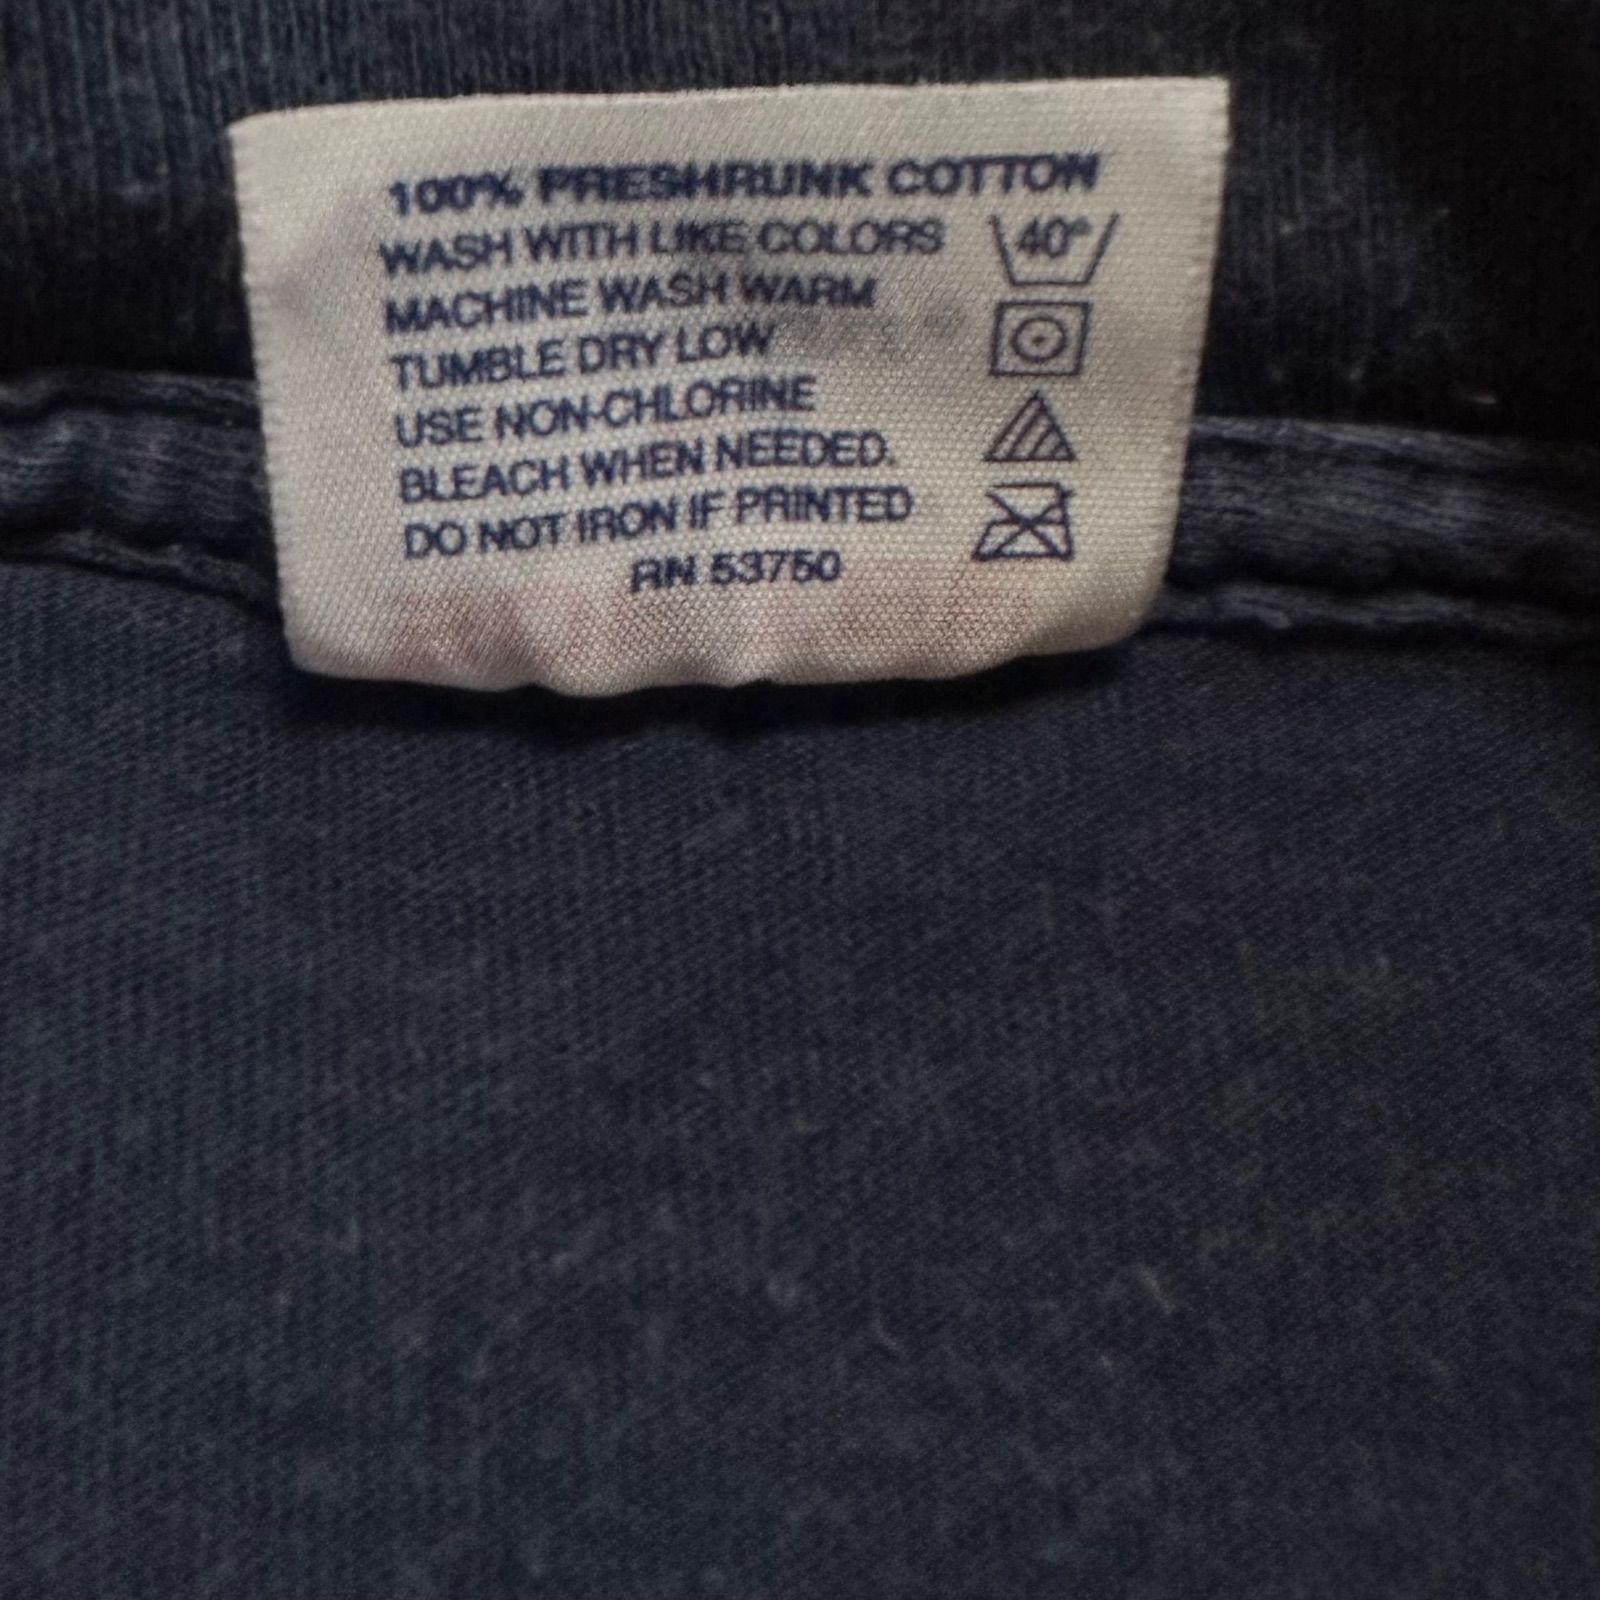 100% PRESHRUNK COTTON
WASH WITH LIKE COLORS
MACHINE WASH WARM
TUMBLE DRY LOW
USE NON-CHLORINE
BLEACH WHEN NEEDED.
DO NOT IRON IF PRINTED
RN 53750
40°